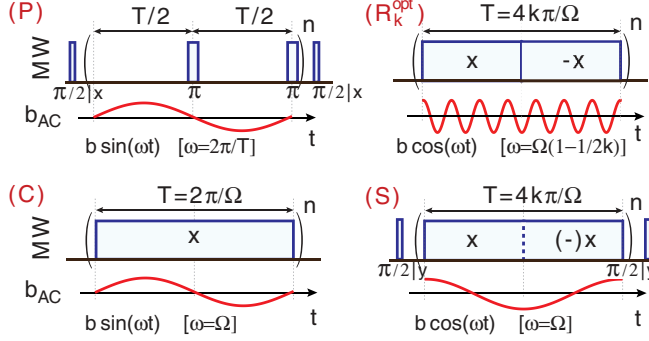 (P)
T/2 T/2 n
MW
π/2|x π π π/2|x
b_AC t
b sin(ωt) [ω=2π/T]
(R_k^opt)
T=4kπ/Ω n
x -x
t
b cos(ωt) [ω=Ω(1−1/2k)]
(C)
T=2π/Ω n
MW
x
b_AC t
b sin(ωt) [ω=Ω]
(S)
T=4kπ/Ω n
x (-)x
π/2|y π/2|y
t
b cos(ωt) [ω=Ω]